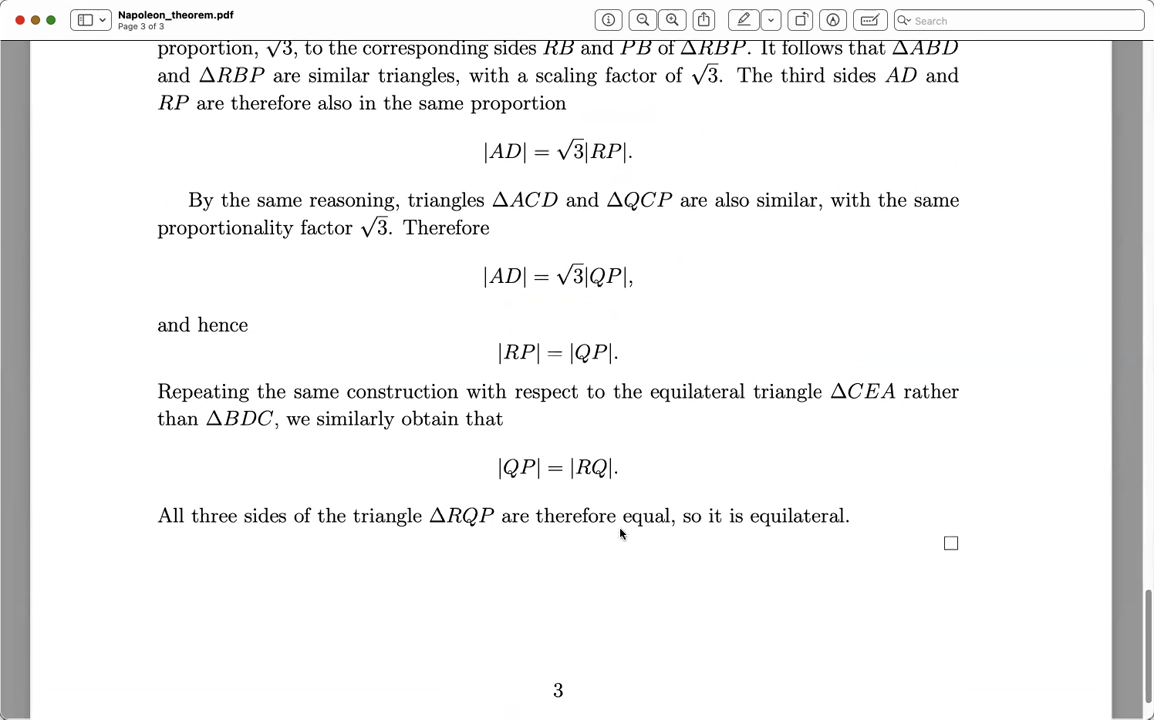 Napoleon_theorem.pdf
Page 3 of 3
Search
proportion, √3, to the corresponding sides RB and PB of ΔRBP. It follows that ΔABD
and ΔRBP are similar triangles, with a scaling factor of √3. The third sides AD and
RP are therefore also in the same proportion
|AD| = √3|RP|.
By the same reasoning, triangles ΔACD and ΔQCP are also similar, with the same
proportionality factor √3. Therefore
|AD| = √3|QP|,
and hence
|RP| = |QP|.
Repeating the same construction with respect to the equilateral triangle ΔCEA rather
than ΔBDC, we similarly obtain that
|QP| = |RQ|.
All three sides of the triangle ΔRQP are therefore equal, so it is equilateral.
□
3